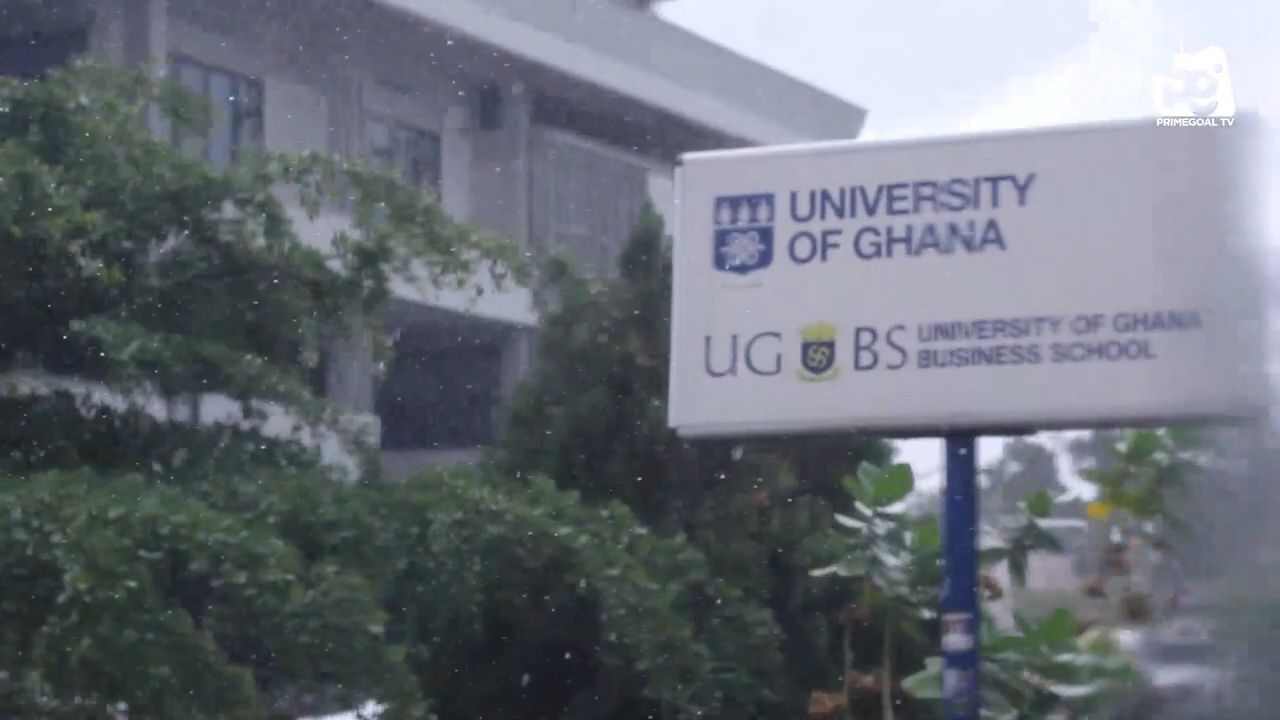 PRIMEGOAL TV
UNIVERSITY
OF GHANA
UG BS UNIVERSITY OF GHANA
BUSINESS SCHOOL